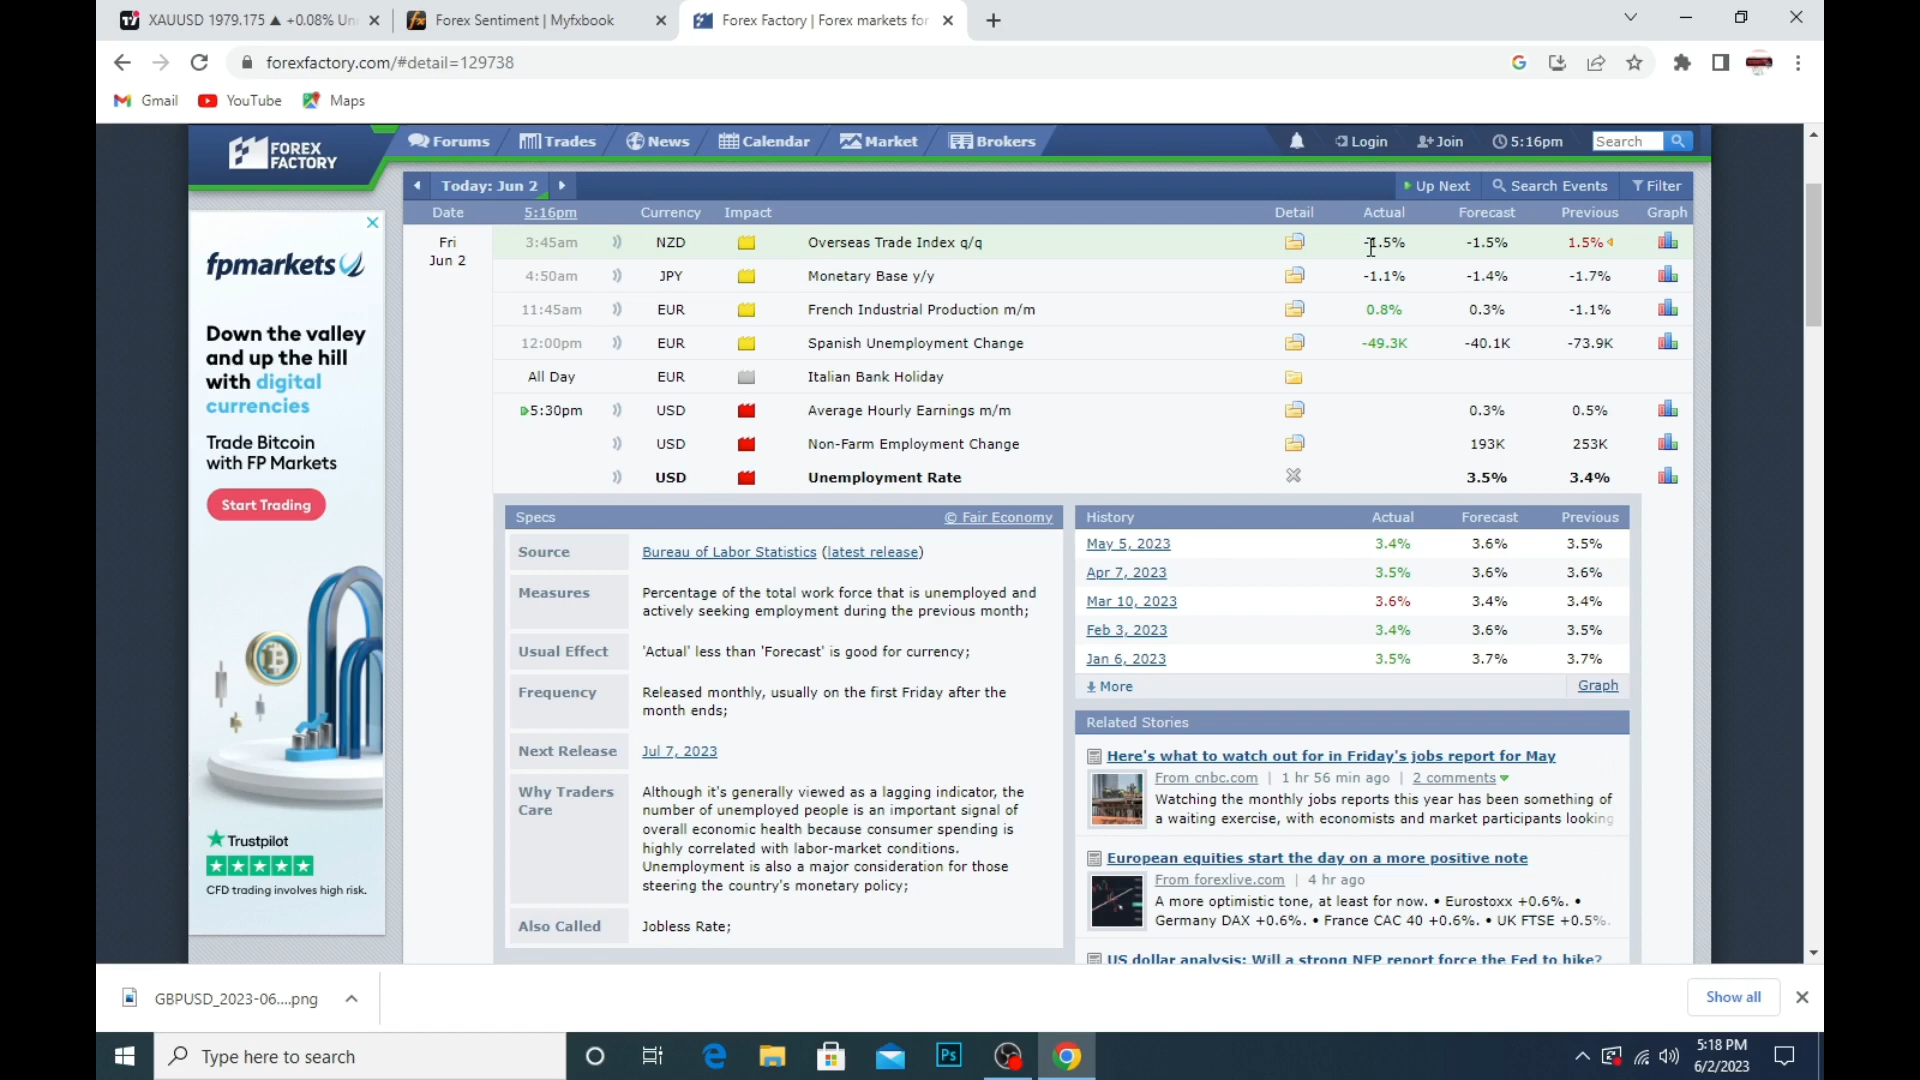 XAUUSD 1979.175 ▲ +0.08% Un
Forex Sentiment | Myfxbook
Forex Factory | Forex markets for
forexfactory.com/#detail=129738
Gmail YouTube Maps
FOREX FACTORY
Forums Trades News Calendar Market Brokers Login Join 5:16pm Search
Today: Jun 2 Up Next Search Events Filter
Date 5:16pm Currency Impact Detail Actual Forecast Previous Graph
Fri Jun 2
3:45am NZD Overseas Trade Index q/q -1.5% -1.5% 1.5%
4:50am JPY Monetary Base y/y -1.1% -1.4% -1.7%
11:45am EUR French Industrial Production m/m 0.8% 0.3% -1.1%
12:00pm EUR Spanish Unemployment Change -49.3K -40.1K -73.9K
All Day EUR Italian Bank Holiday
5:30pm USD Average Hourly Earnings m/m 0.3% 0.5%
USD Non-Farm Employment Change 193K 253K
USD Unemployment Rate 3.5% 3.4%
fpmarkets
Down the valley
and up the hill
with digital
currencies
Trade Bitcoin
with FP Markets
Start Trading
Trustpilot
CFD trading involves high risk.
Specs © Fair Economy
Source Bureau of Labor Statistics (latest release)
Measures Percentage of the total work force that is unemployed and
actively seeking employment during the previous month;
Usual Effect 'Actual' less than 'Forecast' is good for currency;
Frequency Released monthly, usually on the first Friday after the
month ends;
Next Release Jul 7, 2023
Why Traders Care Although it's generally viewed as a lagging indicator, the
number of unemployed people is an important signal of
overall economic health because consumer spending is
highly correlated with labor-market conditions.
Unemployment is also a major consideration for those
steering the country's monetary policy;
Also Called Jobless Rate;
History Actual Forecast Previous
May 5, 2023 3.4% 3.6% 3.5%
Apr 7, 2023 3.5% 3.6% 3.6%
Mar 10, 2023 3.6% 3.4% 3.4%
Feb 3, 2023 3.4% 3.6% 3.5%
Jan 6, 2023 3.5% 3.7% 3.7%
More Graph
Related Stories
Here's what to watch out for in Friday's jobs report for May
From cnbc.com | 1 hr 56 min ago | 2 comments
Watching the monthly jobs reports this year has been something of
a waiting exercise, with economists and market participants looking
European equities start the day on a more positive note
From forexlive.com | 4 hr ago
A more optimistic tone, at least for now. • Eurostoxx +0.6%. •
Germany DAX +0.6%. • France CAC 40 +0.6%. • UK FTSE +0.5%.
US dollar analysis: Will a strong NFP report force the Fed to hike?
GBPUSD_2023-06....png Show all
Type here to search
Ps
5:18 PM
6/2/2023